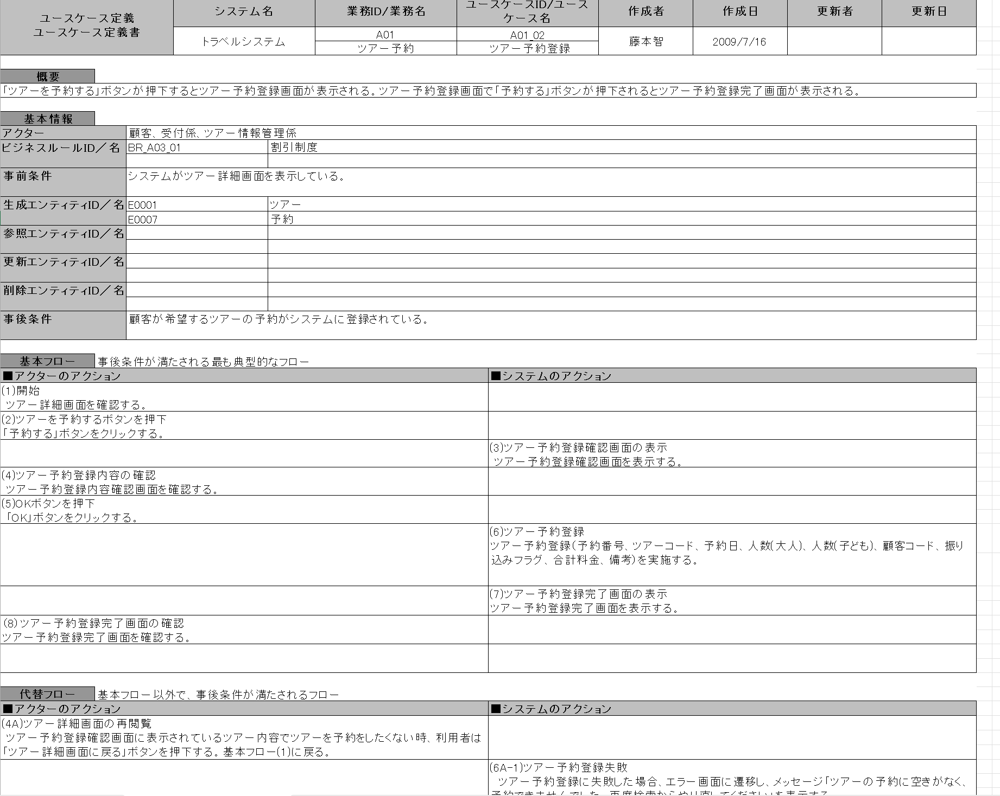 ユースケース定義
ユースケース定義書
システム名
業務ID/業務名
ユースケースID/ユースケース名
作成者
作成日
更新者
更新日
トラベルシステム
A01
ツアー予約
A01_02
ツアー予約登録
藤本智
2009/7/16
概要
「ツアーを予約する」ボタンが押下するとツアー予約登録画面が表示される。ツアー予約登録画面で「予約する」ボタンが押下されるとツアー予約登録完了画面が表示される。
基本情報
アクター 顧客、受付係、ツアー情報管理係
ビジネスルールID／名 BR_A03_01 割引制度
事前条件 システムがツアー詳細画面を表示している。
生成エンティティID／名 E0001 ツアー
E0007 予約
参照エンティティID／名
更新エンティティID／名
削除エンティティID／名
事後条件 顧客が希望するツアーの予約がシステムに登録されている。
基本フロー 事後条件が満たされる最も典型的なフロー
■アクターのアクション ■システムのアクション
(1)開始
ツアー詳細画面を確認する。
(2)ツアーを予約するボタンを押下
「予約する」ボタンをクリックする。
(3)ツアー予約登録確認画面の表示
ツアー予約登録確認画面を表示する。
(4)ツアー予約登録内容の確認
ツアー予約登録内容確認画面を確認する。
(5)OKボタンを押下
「OK」ボタンをクリックする。
(6)ツアー予約登録
ツアー予約登録(予約番号、ツアーコード、予約日、人数(大人)、人数(子ども)、顧客コード、振り
込みフラグ、合計料金、備考)を実施する。
(7)ツアー予約登録完了画面の表示
ツアー予約登録完了画面を表示する。
(8)ツアー予約登録完了画面の確認
ツアー予約登録完了画面を確認する。
代替フロー 基本フロー以外で、事後条件が満たされるフロー
■アクターのアクション ■システムのアクション
(4A)ツアー詳細画面の再閲覧
ツアー予約登録確認画面に表示されているツアー内容でツアーを予約をしたくない時、利用者は
「ツアー詳細画面に戻る」ボタンを押下する。基本フロー(1)に戻る。
(6A-1)ツアー予約登録失敗
ツアー予約登録に失敗した場合、エラー画面に遷移し、メッセージ「ツアーの予約に空きがなく、
予約できませんでした。再度検索からやり直してください」を表示する。